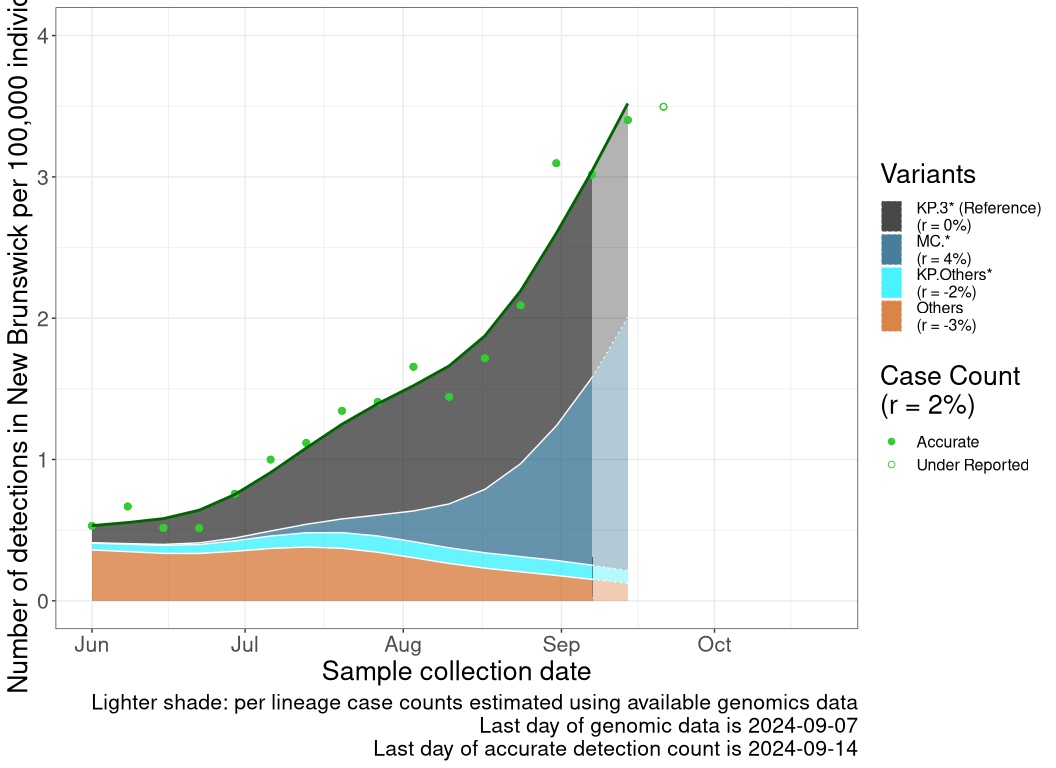 Number of detections in New Brunswick per 100,000
4
3
2
1
0
Jun Jul Aug Sep Oct
Sample collection date
Variants
KP.3* (Reference)
(r = 0%)
MC.*
(r = 4%)
KP.Others*
(r = -2%)
Others
(r = -3%)
Case Count
(r = 2%)
Accurate
Under Reported
Lighter shade: per lineage case counts estimated using available genomics data
Last day of genomic data is 2024-09-07
Last day of accurate detection count is 2024-09-14